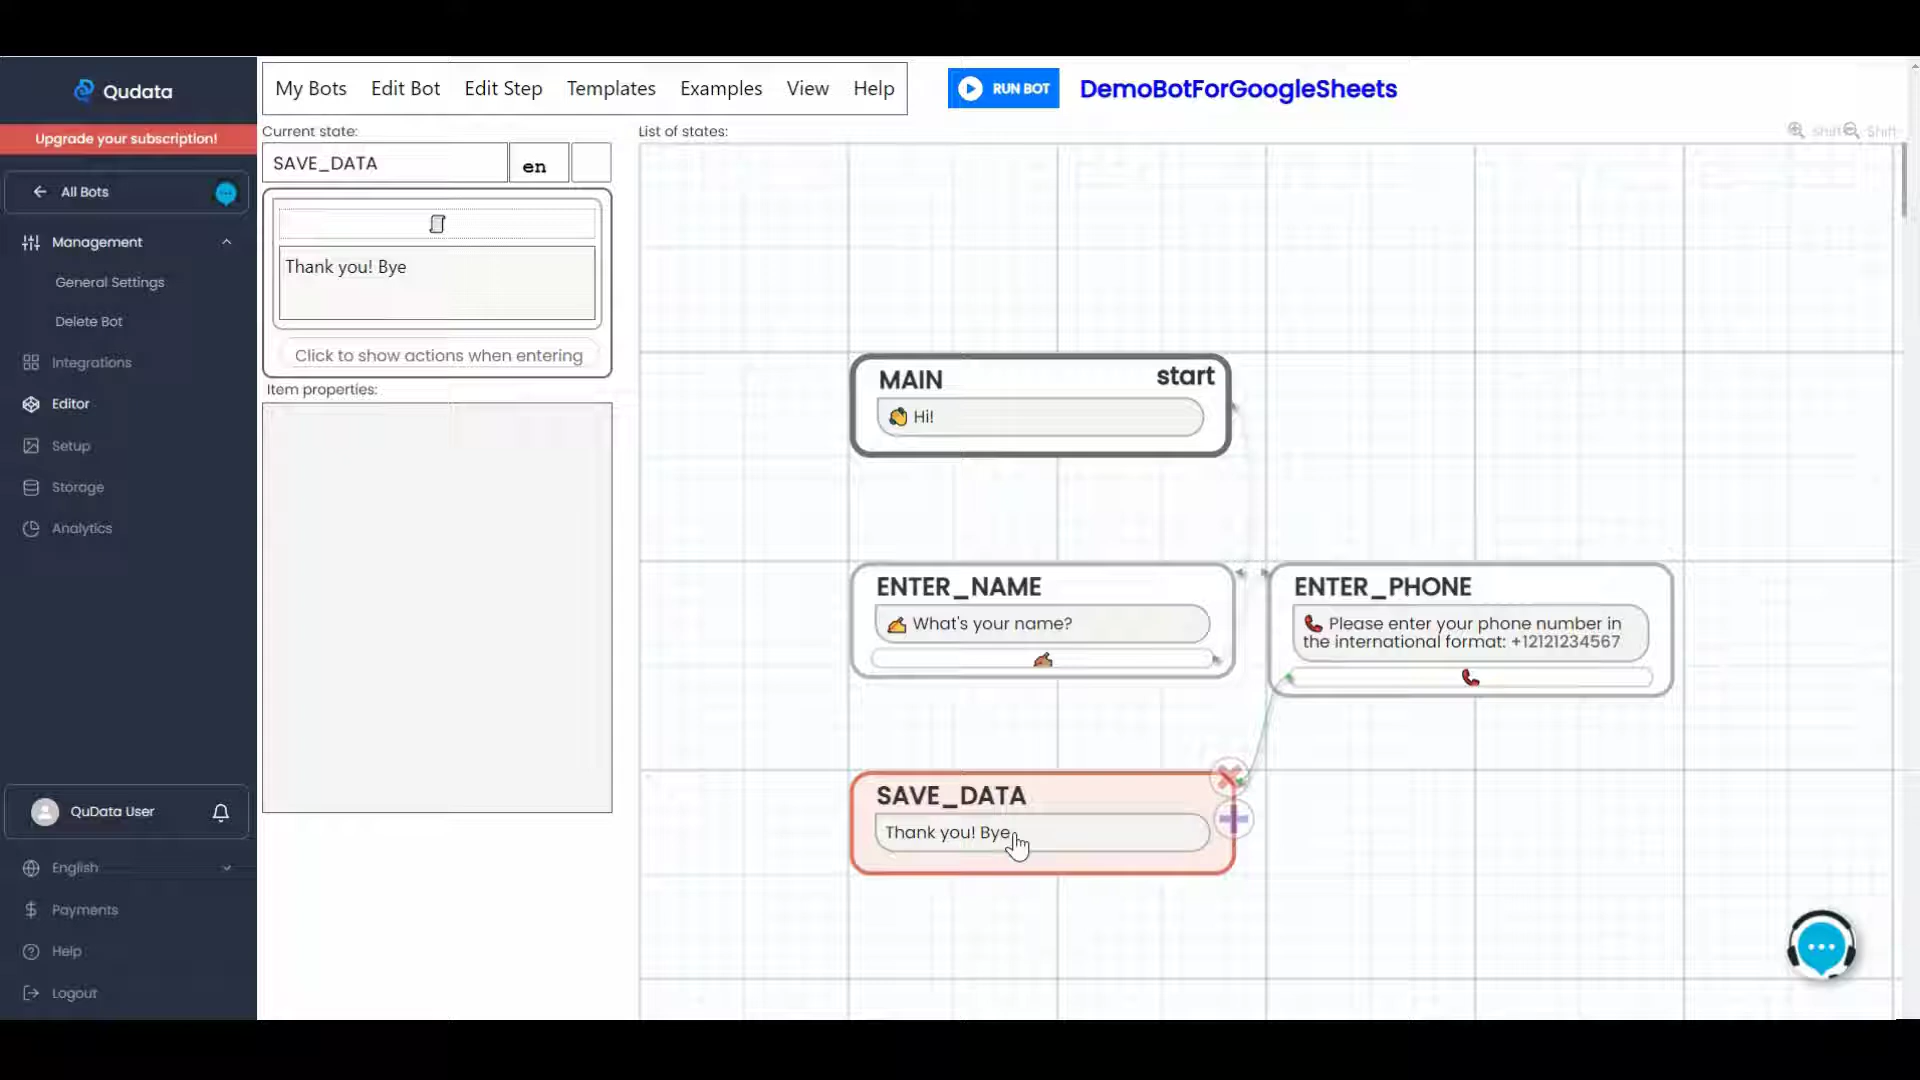 Qudata
Upgrade your subscription!
All Bots
Management
General Settings
Delete Bot
Integrations
Editor
Setup
Storage
Analytics
QuData User
English
Payments
Help
Logout
My Bots Edit Bot Edit Step Templates Examples View Help
RUN BOT
DemoBotForGoogleSheets
Current state:
SAVE_DATA
en
Thank you! Bye
Click to show actions when entering
Item properties:
List of states:
Shift
Shift
MAIN
start
Hi!
ENTER_NAME
What's your name?
ENTER_PHONE
Please enter your phone number in
the international format: +12121234567
SAVE_DATA
Thank you! Bye